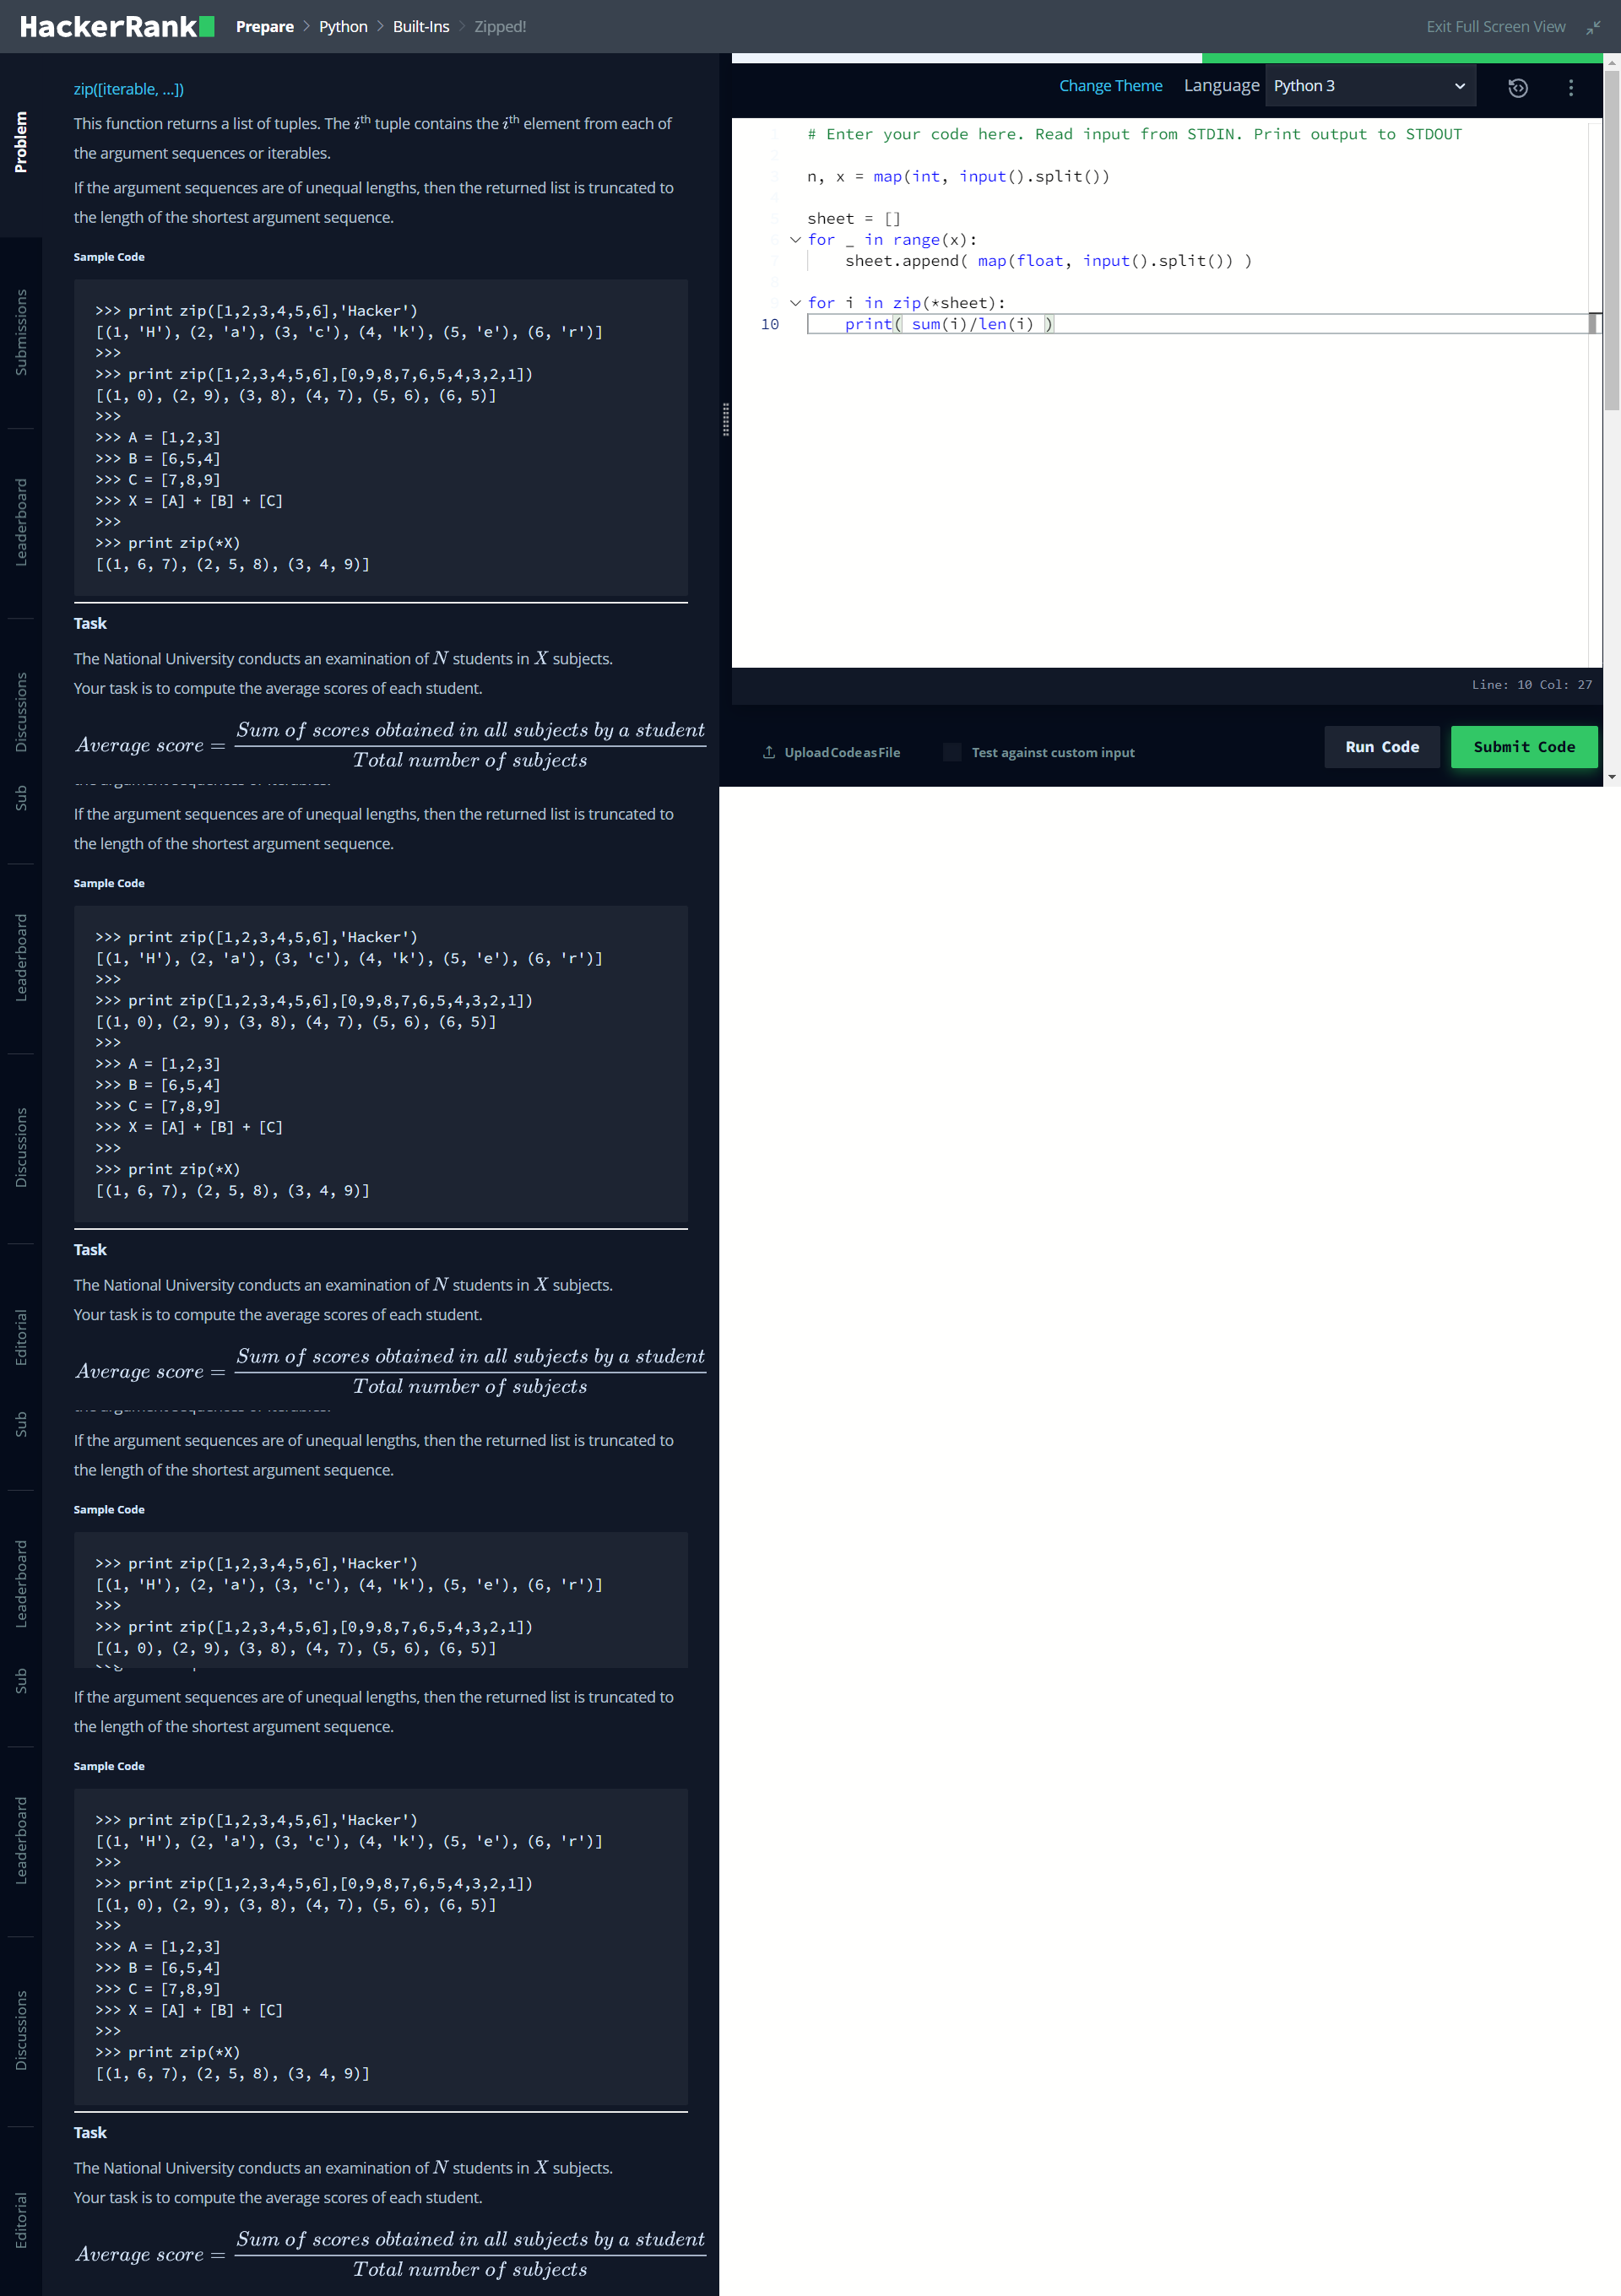 HackerRank Prepare > Python > Built-Ins > Zipped! Exit Full Screen View
Problem
Submissions
Leaderboard
Discussions
Sub
Leaderboard
Discussions
Editorial
Sub
Leaderboard
Sub
Leaderboard
Discussions
Editorial
zip([iterable, ...])
This function returns a list of tuples. The ith tuple contains the ith element from each of
the argument sequences or iterables.
If the argument sequences are of unequal lengths, then the returned list is truncated to
the length of the shortest argument sequence.
Sample Code
>>> print zip([1,2,3,4,5,6],'Hacker')
[(1, 'H'), (2, 'a'), (3, 'c'), (4, 'k'), (5, 'e'), (6, 'r')]
>>>
>>> print zip([1,2,3,4,5,6],[0,9,8,7,6,5,4,3,2,1])
[(1, 0), (2, 9), (3, 8), (4, 7), (5, 6), (6, 5)]
>>>
>>> A = [1,2,3]
>>> B = [6,5,4]
>>> C = [7,8,9]
>>> X = [A] + [B] + [C]
>>>
>>> print zip(*X)
[(1, 6, 7), (2, 5, 8), (3, 4, 9)]
Task
The National University conducts an examination of N students in X subjects.
Your task is to compute the average scores of each student.
Average score = Sum of scores obtained in all subjects by a student
Total number of subjects
If the argument sequences are of unequal lengths, then the returned list is truncated to
the length of the shortest argument sequence.
Sample Code
>>> print zip([1,2,3,4,5,6],'Hacker')
[(1, 'H'), (2, 'a'), (3, 'c'), (4, 'k'), (5, 'e'), (6, 'r')]
>>>
>>> print zip([1,2,3,4,5,6],[0,9,8,7,6,5,4,3,2,1])
[(1, 0), (2, 9), (3, 8), (4, 7), (5, 6), (6, 5)]
>>>
>>> A = [1,2,3]
>>> B = [6,5,4]
>>> C = [7,8,9]
>>> X = [A] + [B] + [C]
>>>
>>> print zip(*X)
[(1, 6, 7), (2, 5, 8), (3, 4, 9)]
Task
The National University conducts an examination of N students in X subjects.
Your task is to compute the average scores of each student.
Average score = Sum of scores obtained in all subjects by a student
Total number of subjects
If the argument sequences are of unequal lengths, then the returned list is truncated to
the length of the shortest argument sequence.
Sample Code
>>> print zip([1,2,3,4,5,6],'Hacker')
[(1, 'H'), (2, 'a'), (3, 'c'), (4, 'k'), (5, 'e'), (6, 'r')]
>>>
>>> print zip([1,2,3,4,5,6],[0,9,8,7,6,5,4,3,2,1])
[(1, 0), (2, 9), (3, 8), (4, 7), (5, 6), (6, 5)]
If the argument sequences are of unequal lengths, then the returned list is truncated to
the length of the shortest argument sequence.
Sample Code
>>> print zip([1,2,3,4,5,6],'Hacker')
[(1, 'H'), (2, 'a'), (3, 'c'), (4, 'k'), (5, 'e'), (6, 'r')]
>>>
>>> print zip([1,2,3,4,5,6],[0,9,8,7,6,5,4,3,2,1])
[(1, 0), (2, 9), (3, 8), (4, 7), (5, 6), (6, 5)]
>>>
>>> A = [1,2,3]
>>> B = [6,5,4]
>>> C = [7,8,9]
>>> X = [A] + [B] + [C]
>>>
>>> print zip(*X)
[(1, 6, 7), (2, 5, 8), (3, 4, 9)]
Task
The National University conducts an examination of N students in X subjects.
Your task is to compute the average scores of each student.
Average score = Sum of scores obtained in all subjects by a student
Total number of subjects
Change Theme Language Python 3
# Enter your code here. Read input from STDIN. Print output to STDOUT
n, x = map(int, input().split())
sheet = []
for _ in range(x):
sheet.append( map(float, input().split()) )
for i in zip(*sheet):
10 print( sum(i)/len(i) )
Line: 10 Col: 27
Upload Code as File Test against custom input Run Code Submit Code